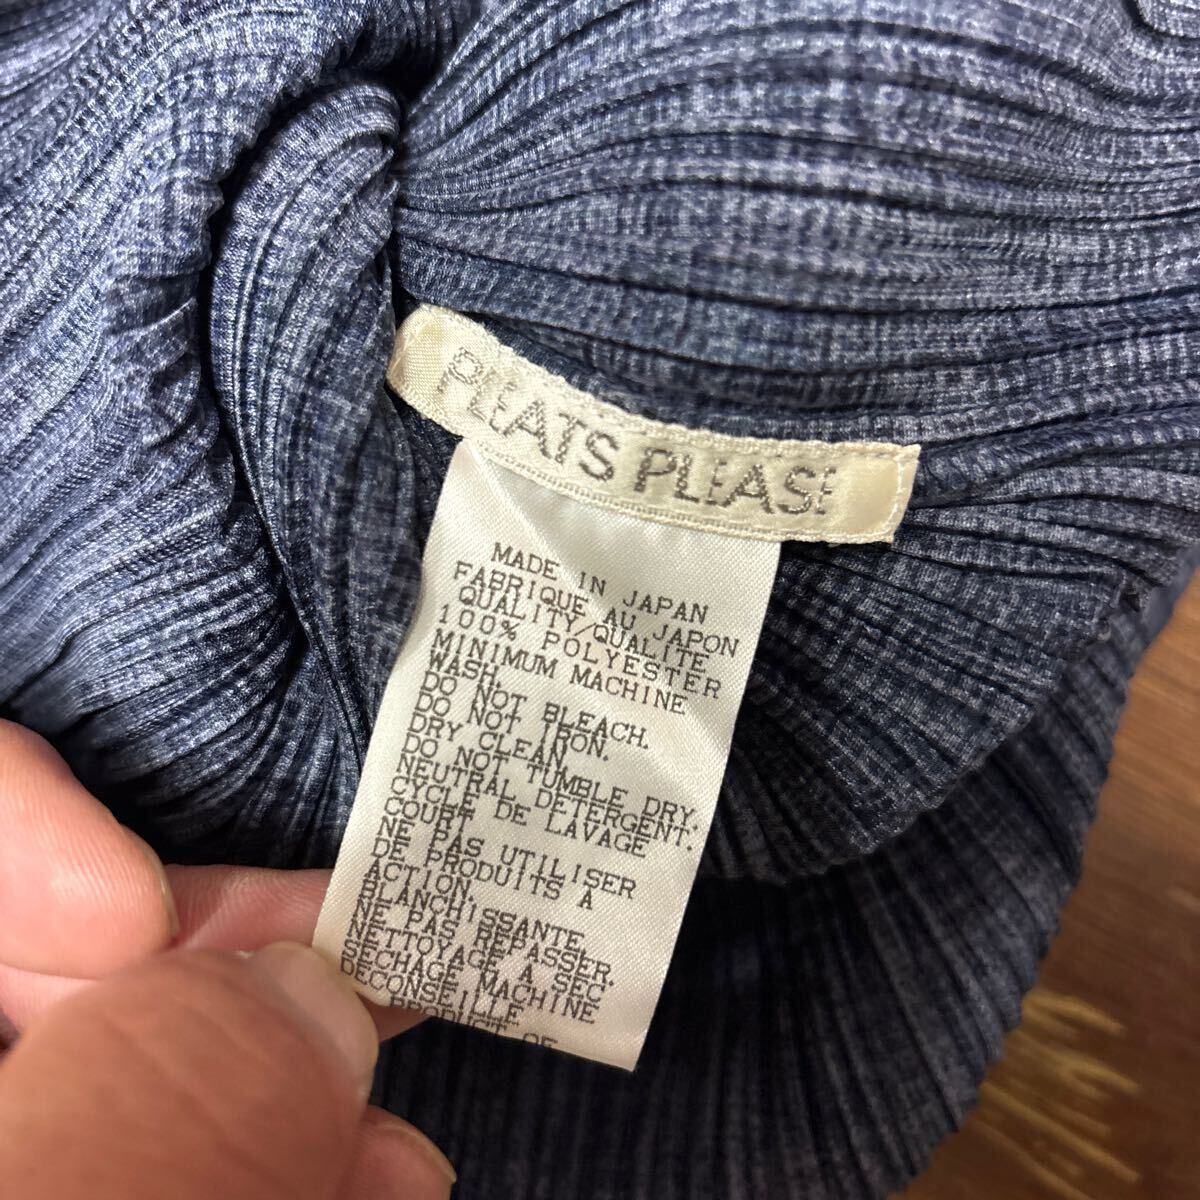 PLEATS PLEASE
MADE IN JAPAN
FABRIQUE AU JAPON
QUALITY/QUALITE
100% POLYESTER
MINIMUM MACHINE
WASH.
DO NOT BLEACH.
DO NOT IRON.
DRY CLEAN.
DO NOT TUMBLE DRY.
NEUTRAL DETERGENT.
CYCLE DE LAVAGE
COURT
NE PAS UTILISER
DE PRODUITS A
ACTION.
BLANCHISSANTE
NE PAS REPASSER.
NETTOYAGE A SEC
SECHAGE MACHINE
DECONSEILLE
PRODUCT OF